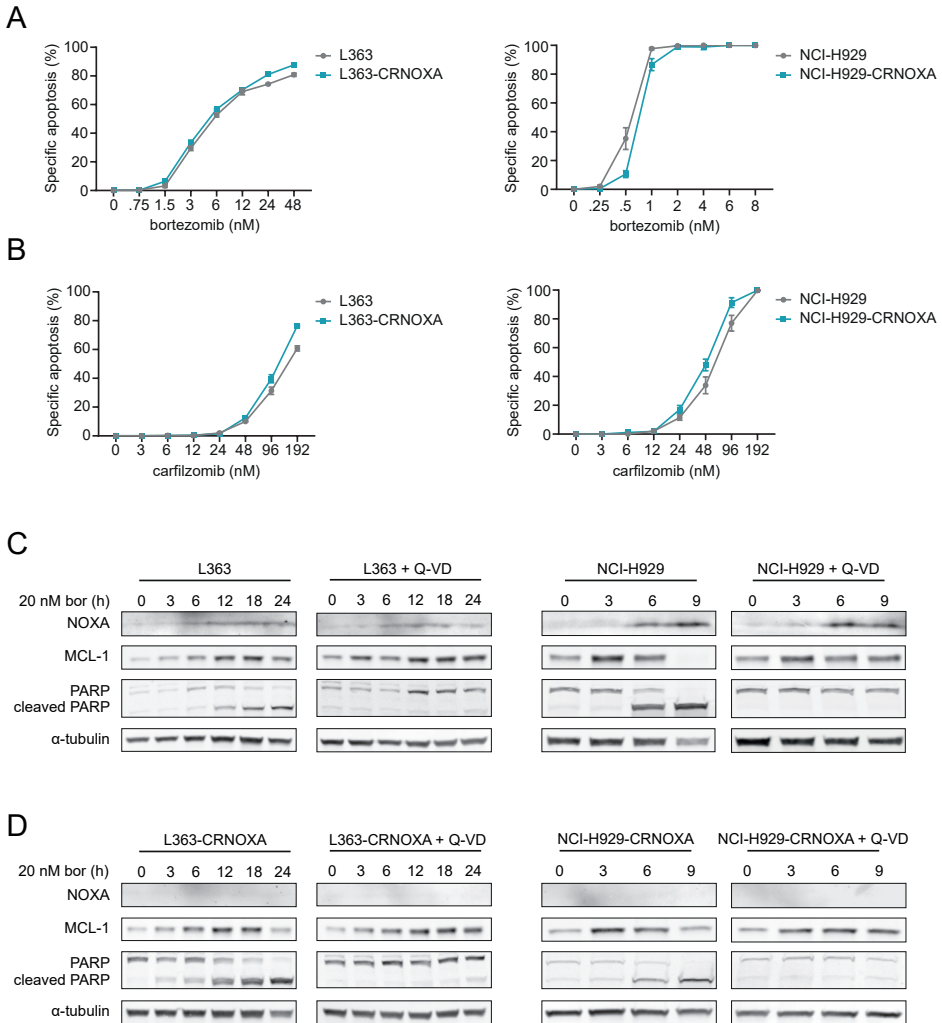 A
Specific apoptosis (%)
100
80
60
40
20
0
0 .75 1.5 3 6 12 24 48
bortezomib (nM)
L363
L363-CRNOXA
Specific apoptosis (%)
100
80
60
40
20
0
0 .25 .5 1 2 4 6 8
bortezomib (nM)
NCI-H929
NCI-H929-CRNOXA
B
Specific apoptosis (%)
100
80
60
40
20
0
0 3 6 12 24 48 96 192
carfilzomib (nM)
L363
L363-CRNOXA
Specific apoptosis (%)
100
80
60
40
20
0
0 3 6 12 24 48 96 192
carfilzomib (nM)
NCI-H929
NCI-H929-CRNOXA
C
L363 L363 + Q-VD NCI-H929 NCI-H929 + Q-VD
20 nM bor (h) 0 3 6 12 18 24 0 3 6 12 18 24 0 3 6 9 0 3 6 9
NOXA
MCL-1
PARP
cleaved PARP
α-tubulin
D
L363-CRNOXA L363-CRNOXA + Q-VD NCI-H929-CRNOXA NCI-H929-CRNOXA + Q-VD
20 nM bor (h) 0 3 6 12 18 24 0 3 6 12 18 24 0 3 6 9 0 3 6 9
NOXA
MCL-1
PARP
cleaved PARP
α-tubulin